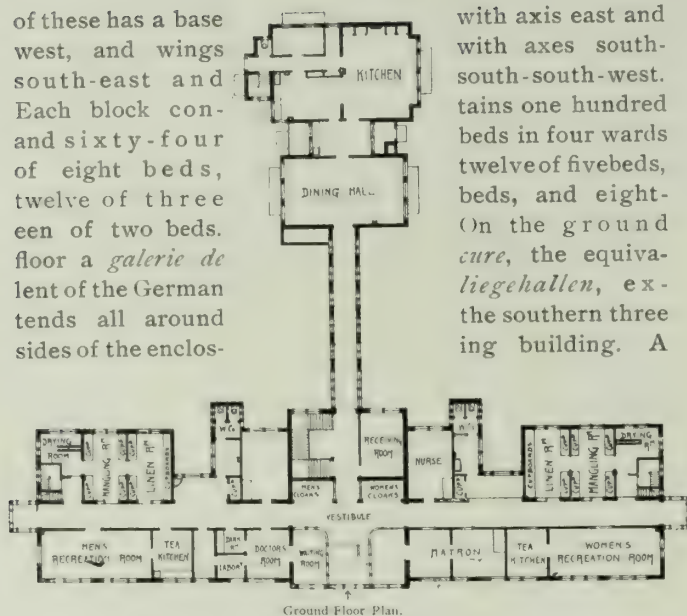 of these has a base with axis east and
west, and wings with axes south-
south-east and south-south-west.
Each block con- tains one hundred
and sixty-four beds in four wards
of eight beds, twelve of five beds,
twelve of three beds, and eight-
een of two beds. On the ground
floor a galerie de cure, the equiva-
lent of the German liegehallen, ex-
tends all around the southern three
sides of the enclos- ing building. A
KITCHEN
DINING HALL
W.Cs
DRYING ROOM
MANGLING RM
LINEN RM
CUPBOARDS
RECEIVING ROOM
NURSE
MENS CLOAKS
WOMENS CLOAKS
CUPBOARDS
LINEN RM
MANGLING RM
DRYING RM
VESTIBULE
MEN'S RECREATION ROOM
TEA KITCHEN
DARK RM
LABORY
DOCTORS ROOM
WAITING ROOM
MATRON
TEA KITCHEN
WOMEN'S RECREATION ROOM
Ground Floor Plan.